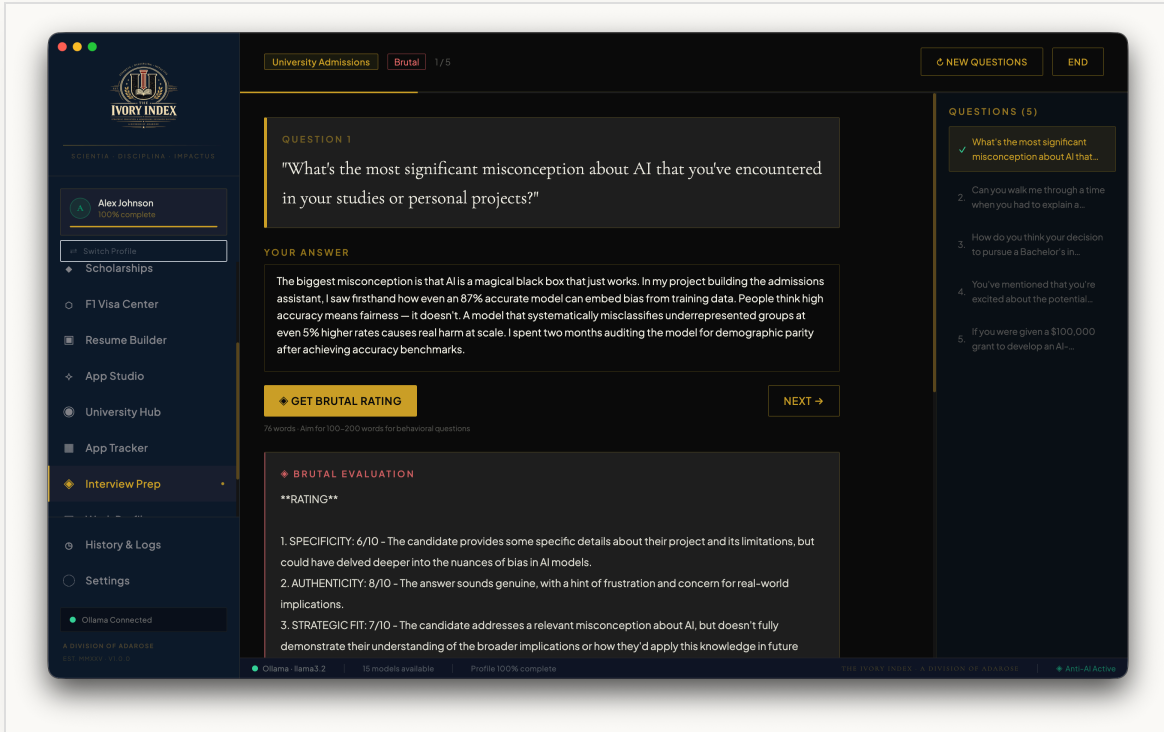 THE
IVORY INDEX
SCIENTIA · DISCIPLINA · IMPACTUS
A
Alex Johnson
100% complete
⇌ Switch Profile
Scholarships
F1 Visa Center
Resume Builder
App Studio
University Hub
App Tracker
Interview Prep
History & Logs
Settings
Ollama Connected
A DIVISION OF ADAROSE
EST. MMXXV · V1.0.0
University Admissions
Brutal
1 / 5
↻ NEW QUESTIONS
END
QUESTION 1
"What's the most significant misconception about AI that you've encountered
in your studies or personal projects?"
YOUR ANSWER
The biggest misconception is that AI is a magical black box that just works. In my project building the admissions
assistant, I saw firsthand how even an 87% accurate model can embed bias from training data. People think high
accuracy means fairness — it doesn't. A model that systematically misclassifies underrepresented groups at
even 5% higher rates causes real harm at scale. I spent two months auditing the model for demographic parity
after achieving accuracy benchmarks.
◈ GET BRUTAL RATING
NEXT →
76 words · Aim for 100–200 words for behavioral questions
◈ BRUTAL EVALUATION
**RATING**
1. SPECIFICITY: 6/10 - The candidate provides some specific details about their project and its limitations, but
could have delved deeper into the nuances of bias in AI models.
2. AUTHENTICITY: 8/10 - The answer sounds genuine, with a hint of frustration and concern for real-world
implications.
3. STRATEGIC FIT: 7/10 - The candidate addresses a relevant misconception about AI, but doesn't fully
demonstrate their understanding of the broader implications or how they'd apply this knowledge in future
QUESTIONS (5)
✓ What's the most significant
misconception about AI that...
2. Can you walk me through a time
when you had to explain a...
3. How do you think your decision
to pursue a Bachelor's in...
4. You've mentioned that you're
excited about the potential...
5. If you were given a $100,000
grant to develop an AI-...
Ollama · llama3.2
15 models available
Profile 100% complete
THE IVORY INDEX · A DIVISION OF ADAROSE
◈ Anti-AI Active